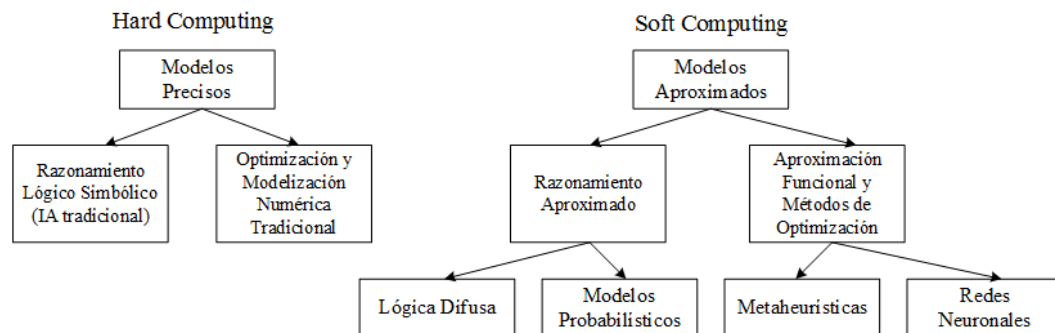 Hard Computing
Soft Computing
Modelos
Precisos
Modelos
Aproximados
Razonamiento
Lógico Simbólico
(IA tradicional)
Optimización y
Modelización
Numérica
Tradicional
Razonamiento
Aproximado
Aproximación
Funcional y
Métodos de
Optimización
Lógica Difusa
Modelos
Probabilísticos
Metaheurísticas
Redes
Neuronales